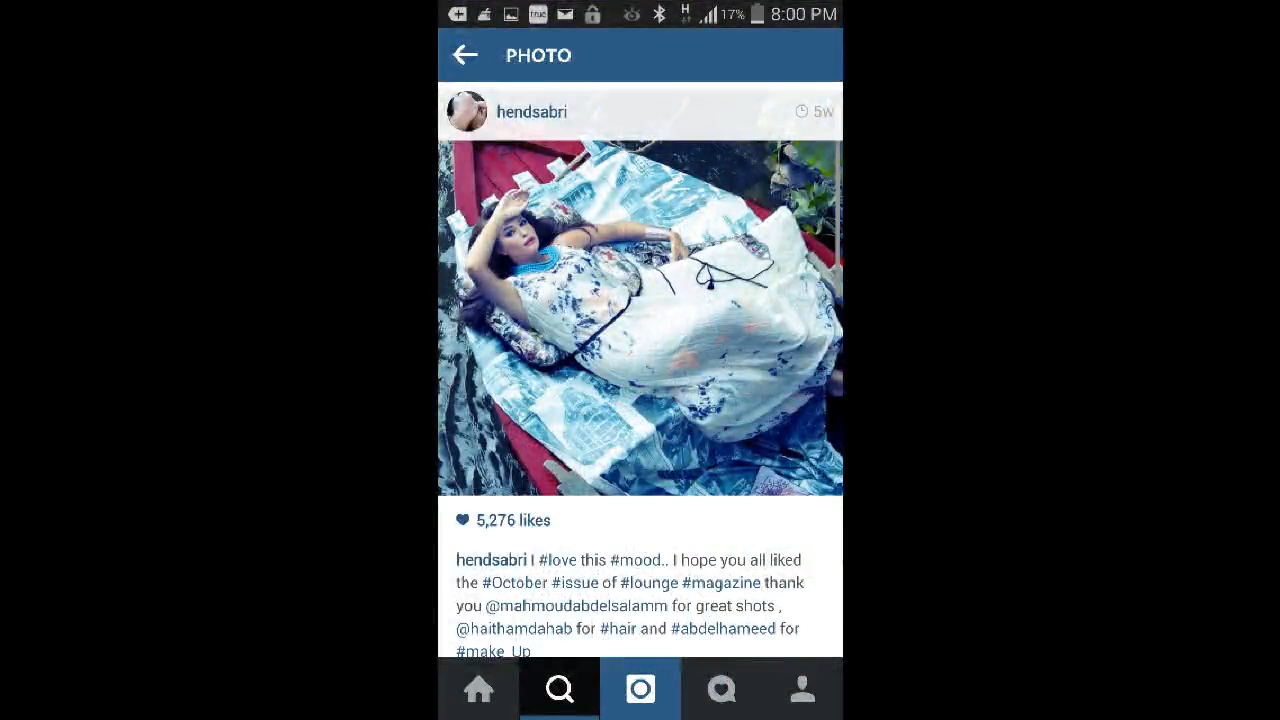 17% 8:00 PM
PHOTO
hendsabri 5w
5,276 likes
hendsabri I #love this #mood.. I hope you all liked
the #October #issue of #lounge #magazine thank
you @mahmoudabdelsalamm for great shots ,
@haithamdahab for #hair and #abdelhameed for
#make_Up